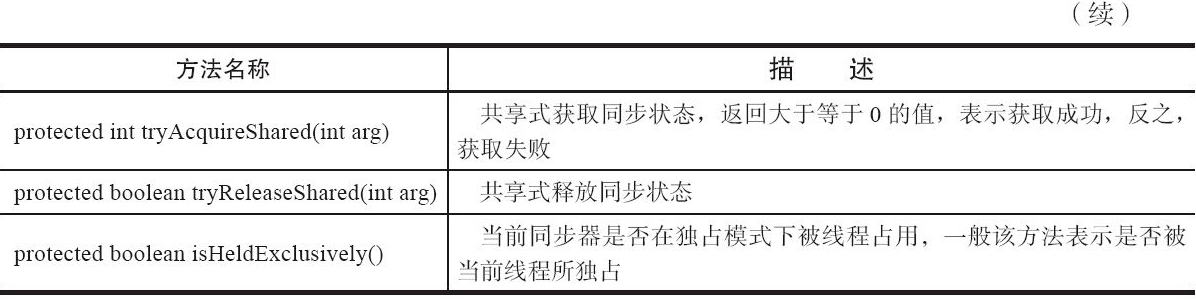 （续）
方法名称 描 述
protected int tryAcquireShared(int arg)
共享式获取同步状态，返回大于等于 0 的值，表示获取成功，反之，
获取失败
protected boolean tryReleaseShared(int arg)
共享式释放同步状态
protected boolean isHeldExclusively()
当前同步器是否在独占模式下被线程占用，一般该方法表示是否被
当前线程所独占